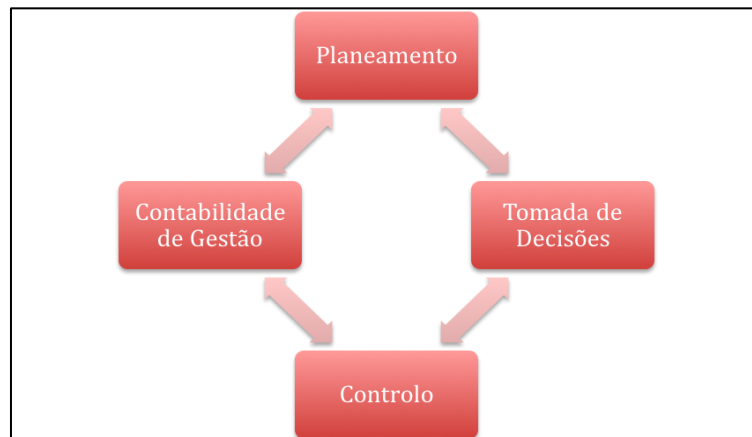 Planeamento
Contabilidade
de Gestão
Tomada de
Decisões
Controlo